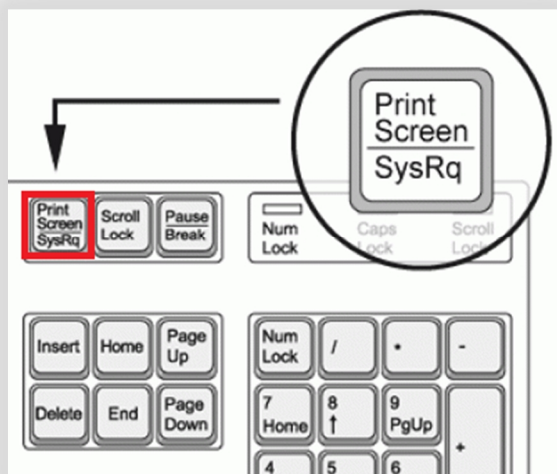 Print
Screen
SysRq
Print
Screen
SysRq
Scroll
Lock
Pause
Break
Num
Lock
Caps
Lock
Scroll
Lock
Insert
Home
Page
Up
Delete
End
Page
Down
Num
Lock
/
*
-
7
Home
8
↑
9
PgUp
+
4
5
6